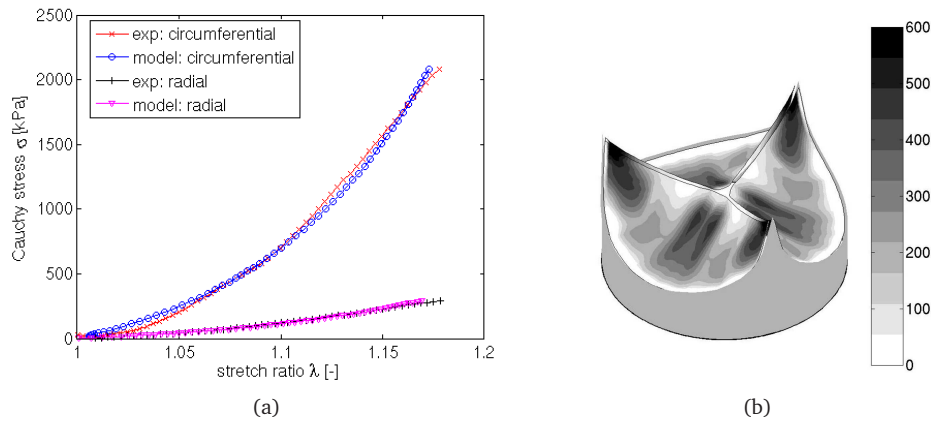 2500
2000
1500
1000
500
0
Cauchy stress σ [kPa]
exp: circumferential
model: circumferential
exp: radial
model: radial
1
1.05
1.1
1.15
1.2
stretch ratio λ [-]
(a)
600
500
400
300
200
100
0
(b)